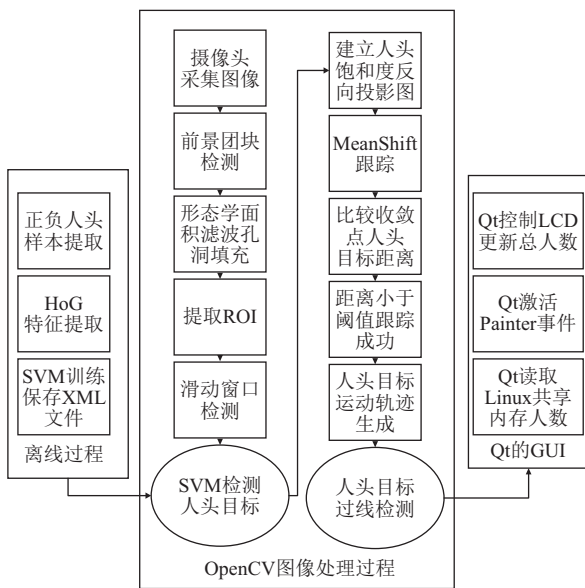 正负人头
样本提取
HoG
特征提取
SVM训练
保存XML
文件
离线过程
摄像头
采集图像
前景团块
检测
形态学面
积滤波孔
洞填充
提取ROI
滑动窗口
检测
SVM检测
人头目标
建立人头
饱和度反
向投影图
MeanShift
跟踪
比较收敛
点人头
目标距离
距离小于
阈值跟踪
成功
人头目标
运动轨迹
生成
人头目标
过线检测
OpenCV图像处理过程
Qt控制LCD
更新总人数
Qt激活
Painter事件
Qt读取
Linux共享
内存人数
Qt的GUI